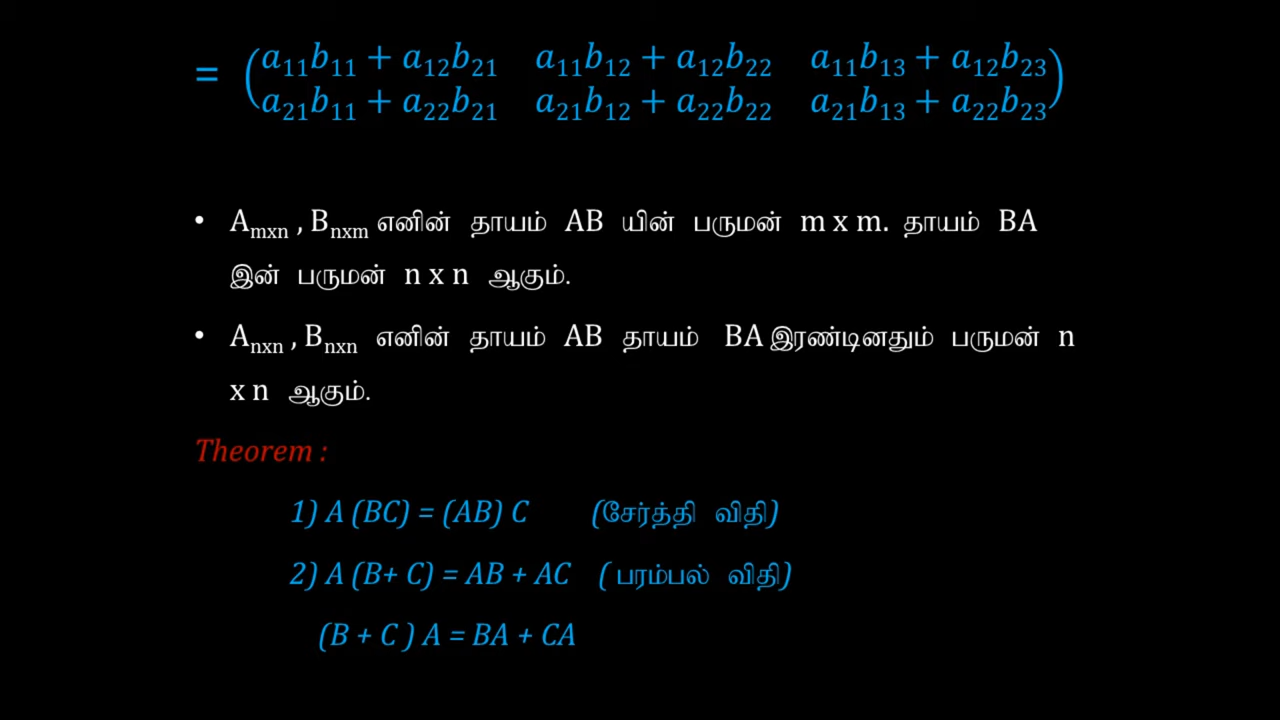 = (a₁₁b₁₁ + a₁₂b₂₁ a₁₁b₁₂ + a₁₂b₂₂ a₁₁b₁₃ + a₁₂b₂₃
a₂₁b₁₁ + a₂₂b₂₁ a₂₁b₁₂ + a₂₂b₂₂ a₂₁b₁₃ + a₂₂b₂₃)
• Aₘₓₙ , Bₙₓₘ எனின் தாயம் AB யின் பருமன் m x m. தாயம் BA
இன் பருமன் n x n ஆகும்.
• Aₙₓₙ , Bₙₓₙ எனின் தாயம் AB தாயம் BA இரண்டினதும் பருமன் n
x n ஆகும்.
Theorem :
1) A (BC) = (AB) C (சேர்த்தி விதி)
2) A (B+ C) = AB + AC ( பரம்பல் விதி)
(B + C ) A = BA + CA